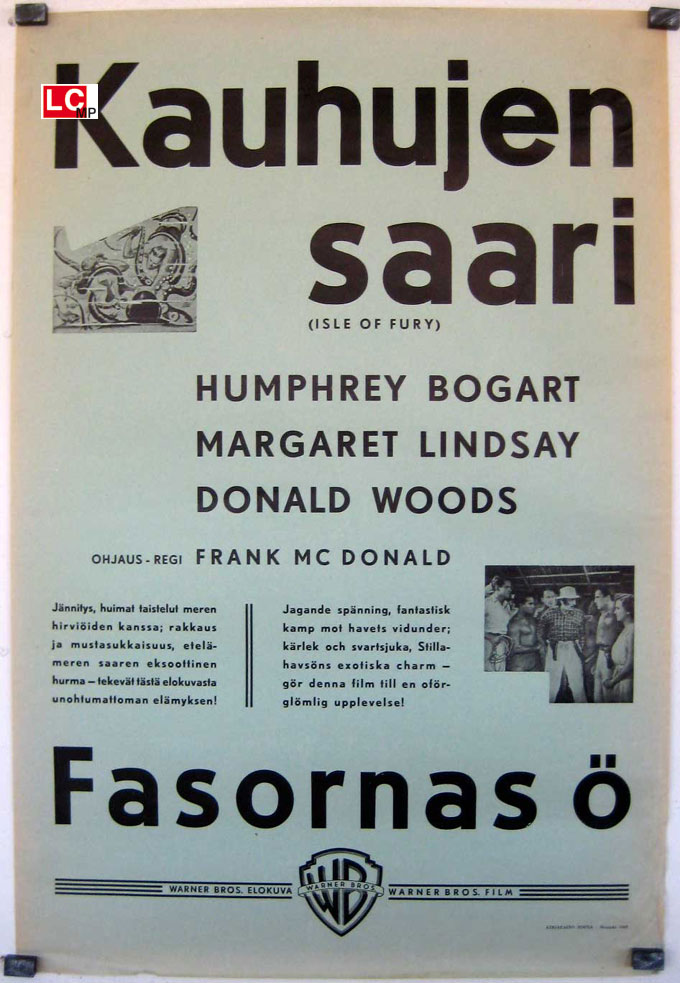 LC
MP
Kauhujen
saari
(ISLE OF FURY)
HUMPHREY BOGART
MARGARET LINDSAY
DONALD WOODS
OHJAUS - REGI FRANK MC DONALD
Jännitys, huimat taistelut meren
hirviöiden kanssa; rakkaus
ja mustasukkaisuus, etelä-
meren saaren eksoottinen
hurma — tekevät tästä elokuvasta
unohtumattoman elämyksen!
Jagande spänning, fantastisk
kamp mot havets vidunder;
kärlek och svartsjuka, Stilla-
havsöns exotiska charm —
gör denna film till en oför-
glömlig upplevelse!
Fasornas ö
WARNER BROS. ELOKUVA
WARNER BROS.
WB
WARNER BROS. FILM